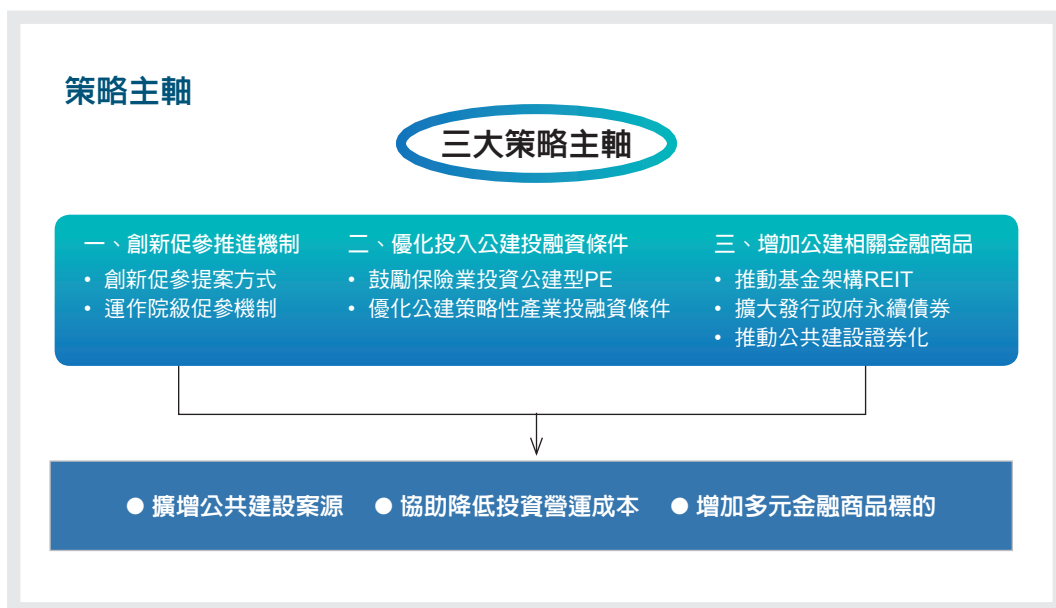 策略主軸
三大策略主軸
一、創新促參推進機制
• 創新促參提案方式
• 運作院級促參機制
二、優化投入公建投融資條件
• 鼓勵保險業投資公建型PE
• 優化公建策略性產業投融資條件
三、增加公建相關金融商品
• 推動基金架構REIT
• 擴大發行政府永續債券
• 推動公共建設證券化
● 擴增公共建設案源 ● 協助降低投資營運成本 ● 增加多元金融商品標的